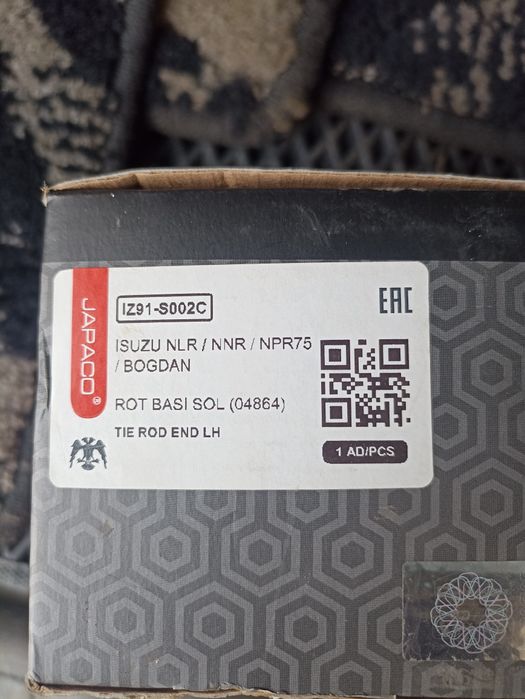 JAPACO®
IZ91-S002C
EAC
ISUZU NLR / NNR / NPR75
/ BOGDAN
ROT BASI SOL (04864)
TIE ROD END LH
1 AD/PCS